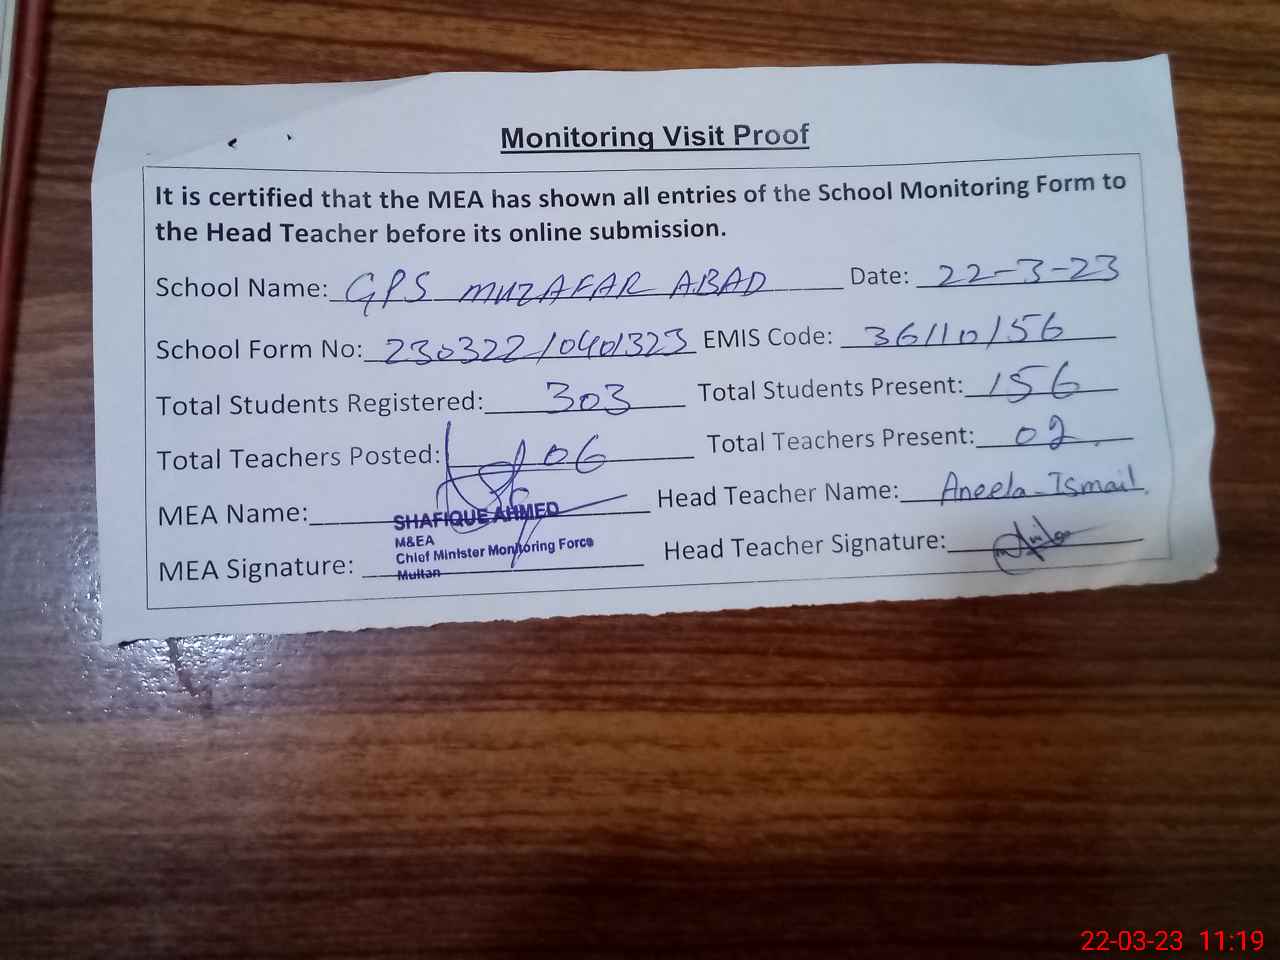 Monitoring Visit Proof
It is certified that the MEA has shown all entries of the School Monitoring Form to
the Head Teacher before its online submission.
School Name: GPS MUZAFAR ABAD Date: 22-3-23
School Form No: 230322/0401323 EMIS Code: 36110156
Total Students Registered: 303 Total Students Present: 156
Total Teachers Posted: 06 Total Teachers Present: 02
MEA Name: SHAFIQUE AHMED Head Teacher Name: Aneela Ismail.
M&EA
Chief Minister Monitoring Force
Multan
MEA Signature: Head Teacher Signature:
22-03-23 11:19